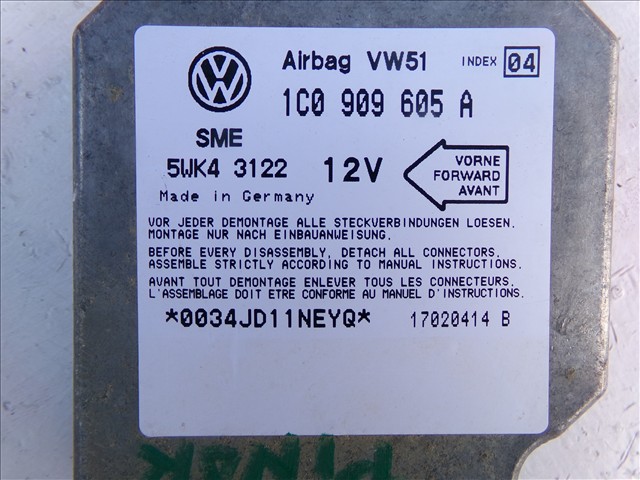 Airbag VW51 INDEX 04
1C0 909 605 A
SME
5WK4 3122 12V
Made in Germany
VORNE
FORWARD
AVANT
VOR JEDER DEMONTAGE ALLE STECKVERBINDUNGEN LOESEN.
MONTAGE NUR NACH EINBAUANWEISUNG.
BEFORE EVERY DISASSEMBLY, DETACH ALL CONNECTORS.
ASSEMBLE STRICTLY ACCORDING TO MANUAL INSTRUCTIONS.
AVANT TOUT DEMONTAGE ENLEVER TOUS LES CONNECTEURS.
L'ASSEMBLAGE DOIT ETRE CONFORME AU MANUEL D'INSTRUCTIONS.
*0034JD11NEYQ* 17020414 B